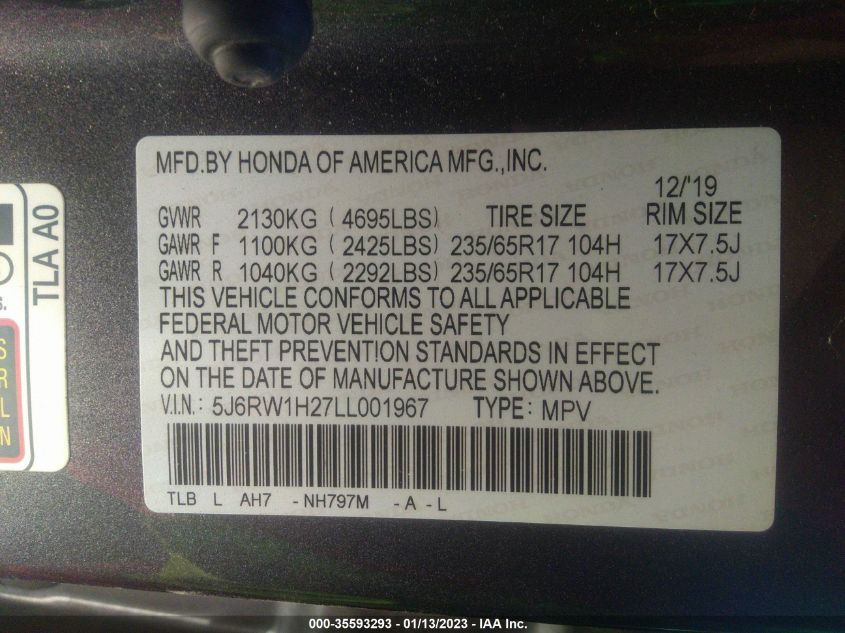 MFD.BY HONDA OF AMERICA MFG.,INC.
12/'19
GVWR 2130KG ( 4695LBS) TIRE SIZE RIM SIZE
GAWR F 1100KG ( 2425LBS) 235/65R17 104H 17X7.5J
GAWR R 1040KG ( 2292LBS) 235/65R17 104H 17X7.5J
THIS VEHICLE CONFORMS TO ALL APPLICABLE
FEDERAL MOTOR VEHICLE SAFETY
AND THEFT PREVENTION STANDARDS IN EFFECT
ON THE DATE OF MANUFACTURE SHOWN ABOVE.
V.I.N.: 5J6RW1H27LL001967 TYPE: MPV
TLB L AH7 - NH797M - A - L
TLA A0
S.
S
R
L
N
000-35593293 - 01/13/2023 - IAA Inc.